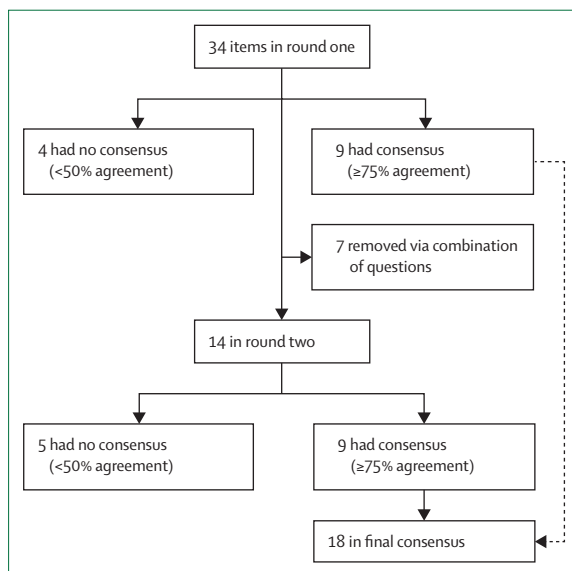 34 items in round one
4 had no consensus
(<50% agreement)
9 had consensus
(≥75% agreement)
7 removed via combination
of questions
14 in round two
5 had no consensus
(<50% agreement)
9 had consensus
(≥75% agreement)
18 in final consensus